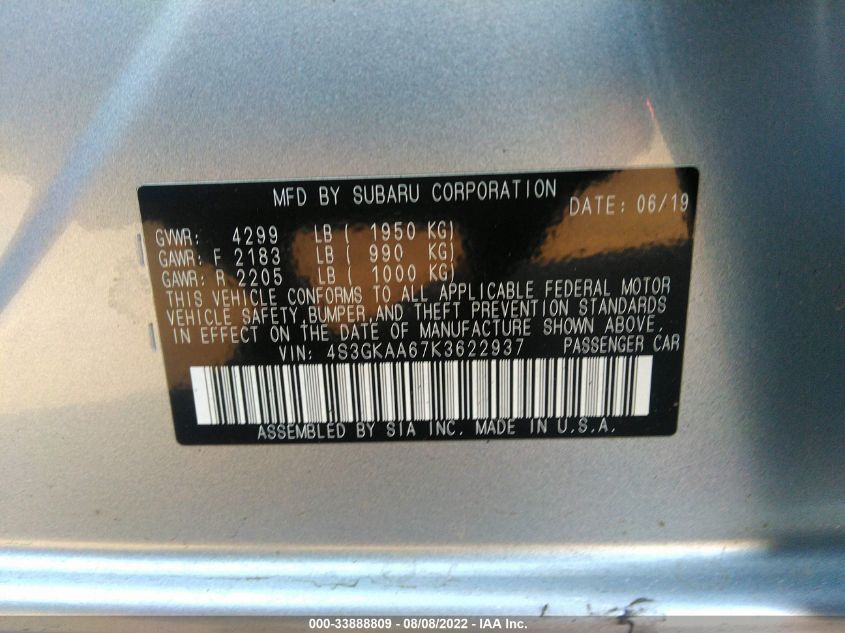 MFD BY SUBARU CORPORATION
DATE: 06/19
GVWR: 4299 LB ( 1950 KG)
GAWR: F 2183 LB ( 990 KG)
GAWR: R 2205 LB ( 1000 KG)
THIS VEHICLE CONFORMS TO ALL APPLICABLE FEDERAL MOTOR
VEHICLE SAFETY,BUMPER,AND THEFT PREVENTION STANDARDS
IN EFFECT ON THE DATE OF MANUFACTURE SHOWN ABOVE.
VIN: 4S3GKAA67K3622937 PASSENGER CAR
ASSEMBLED BY SIA INC. MADE IN U.S.A.
000-33888809 - 08/08/2022 - IAA Inc.